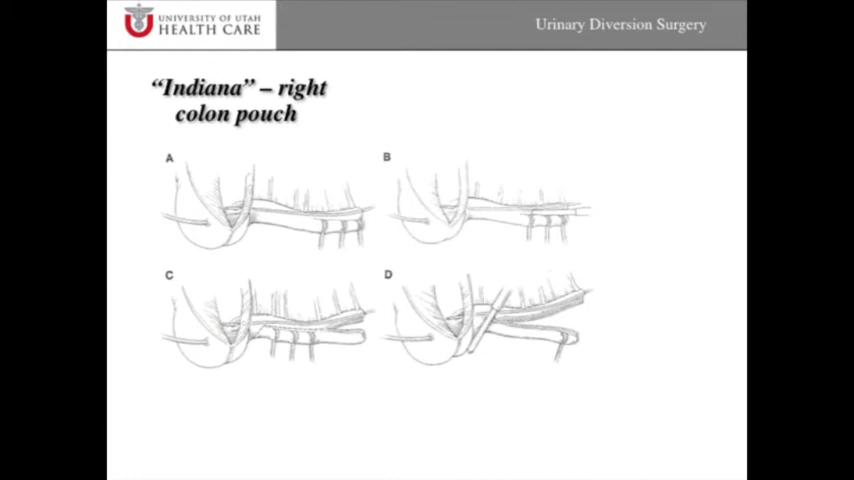 UNIVERSITY OF UTAH
HEALTH CARE
Urinary Diversion Surgery
“Indiana” – right
colon pouch
A
B
C
D